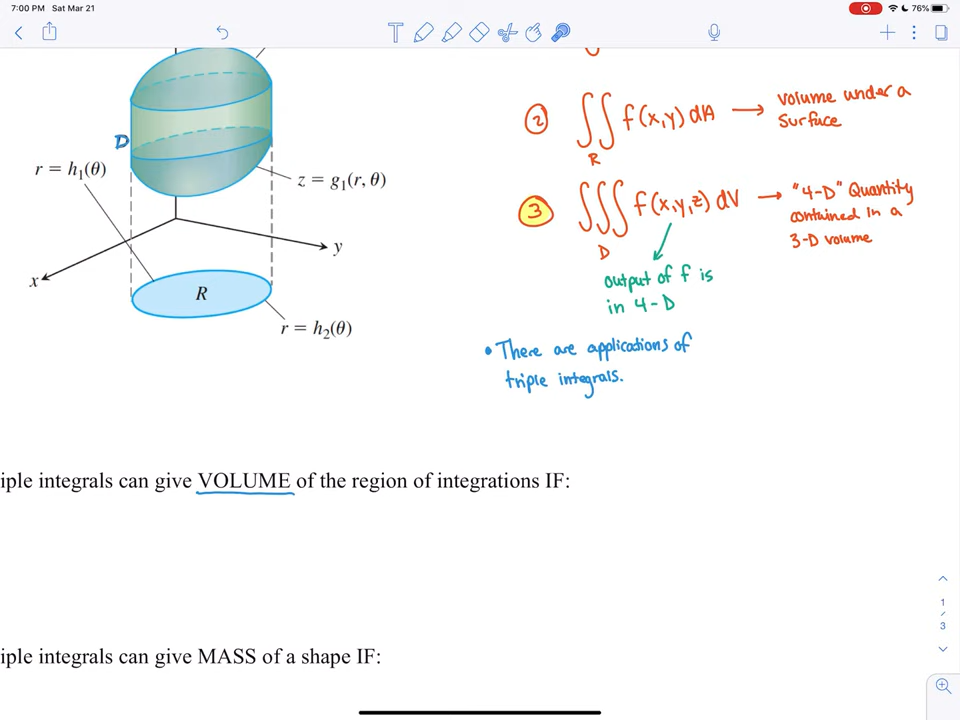 7:00 PM Sat Mar 21
76%
D
r = h₁(θ)
z = g₁(r, θ)
y
x
R
r = h₂(θ)
② ∬ f(x,y) dA → volume under a
R
surface
③ ∭ f(x,y,z) dV → "4-D" Quantity
D
contained in a
3-D volume
output of f is
in 4-D
• There are applications of
triple integrals.
iple integrals can give VOLUME of the region of integrations IF:
iple integrals can give MASS of a shape IF:
1
/
3